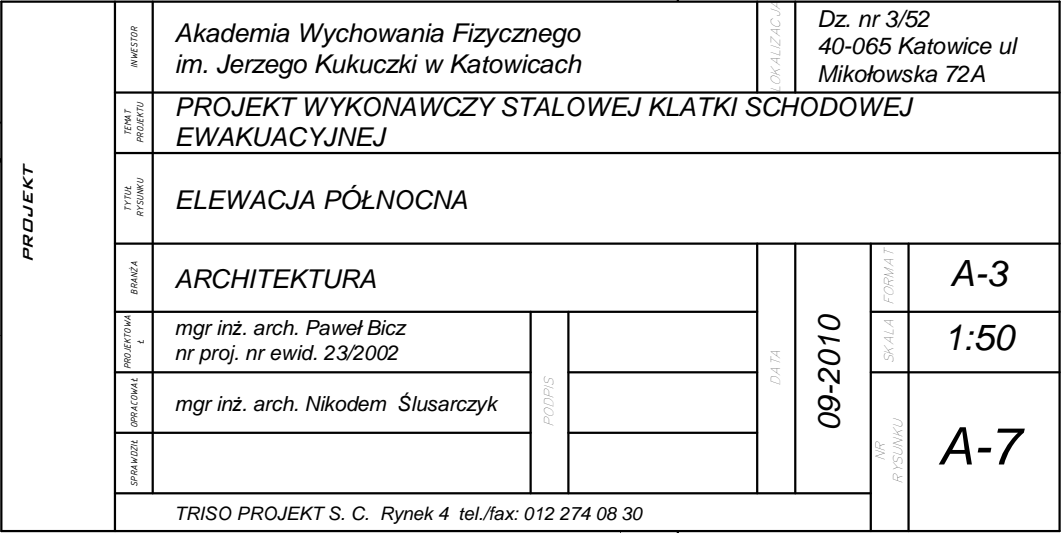 PROJEKT
INWESTOR
Akademia Wychowania Fizycznego
im. Jerzego Kukuczki w Katowicach
LOKALIZACJA
Dz. nr 3/52
40-065 Katowice ul
Mikołowska 72A
TEMAT
PROJEKTU
PROJEKT WYKONAWCZY STALOWEJ KLATKI SCHODOWEJ
EWAKUACYJNEJ
TYTUŁ
RYSUNKU
ELEWACJA PÓŁNOCNA
BRANŻA
ARCHITEKTURA
DATA
09-2010
FORMAT
A-3
PROJEKTOWA
Ł
mgr inż. arch. Paweł Bicz
nr proj. nr ewid. 23/2002
PODPIS
SKALA
1:50
OPRACOWAŁ
mgr inż. arch. Nikodem Ślusarczyk
NR
RYSUNKU
A-7
SPRAWDZIŁ
TRISO PROJEKT S. C. Rynek 4 tel./fax: 012 274 08 30